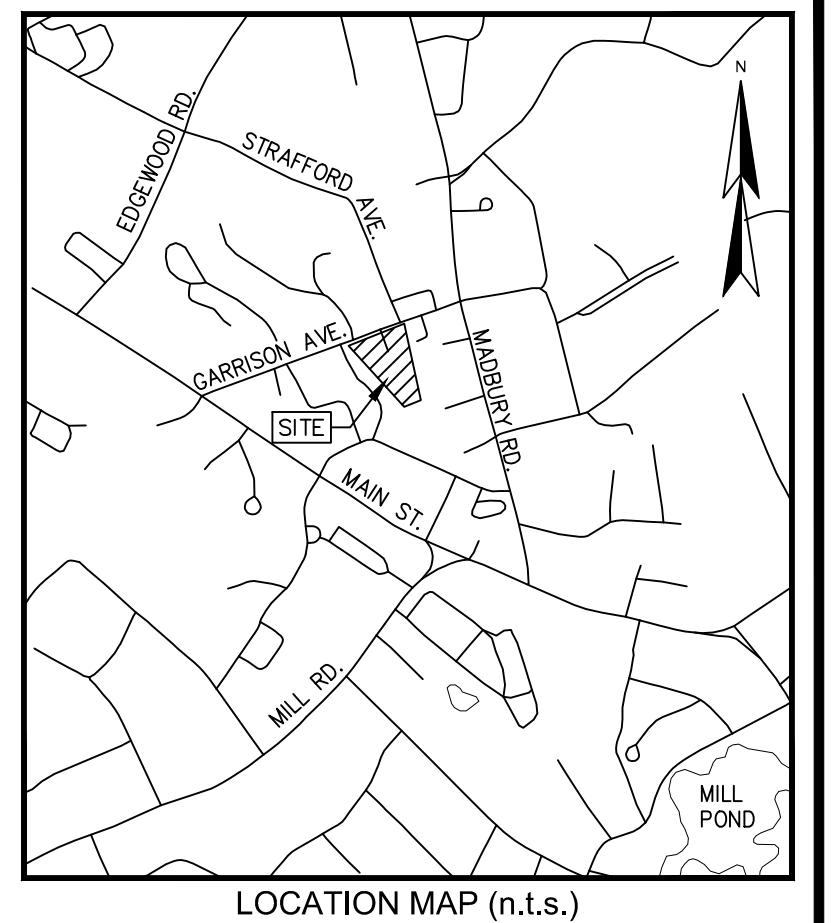 N
EDGEWOOD RD.
STRAFFORD AVE.
GARRISON AVE.
MADBURY RD.
SITE
MAIN ST.
MILL RD.
MILL
POND
LOCATION MAP (n.t.s.)